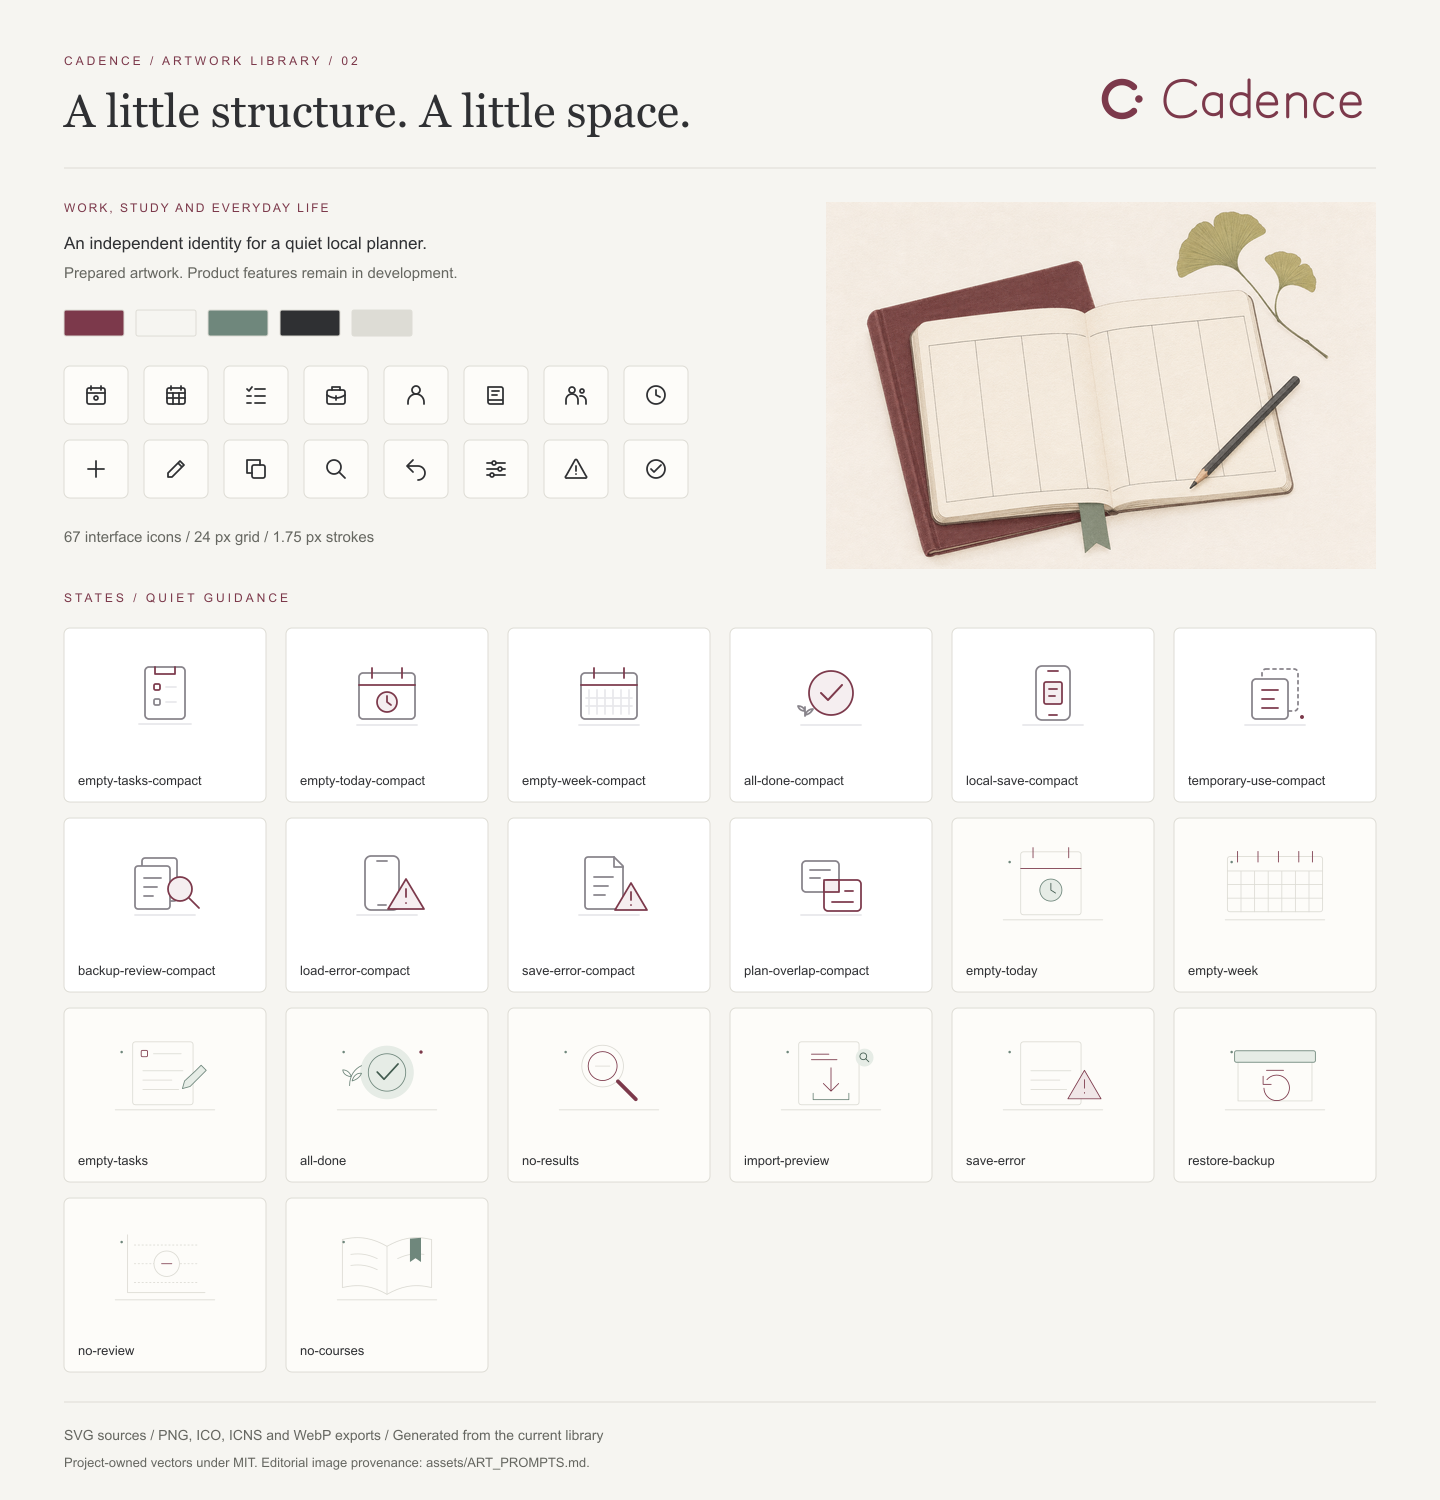 CADENCE / ARTWORK LIBRARY / 02
A little structure. A little space.
Cadence
WORK, STUDY AND EVERYDAY LIFE
An independent identity for a quiet local planner.
Prepared artwork. Product features remain in development.
67 interface icons / 24 px grid / 1.75 px strokes
STATES / QUIET GUIDANCE
empty-tasks-compact
empty-today-compact
empty-week-compact
all-done-compact
local-save-compact
temporary-use-compact
backup-review-compact
load-error-compact
save-error-compact
plan-overlap-compact
empty-today
empty-week
empty-tasks
all-done
no-results
import-preview
save-error
restore-backup
no-review
no-courses
SVG sources / PNG, ICO, ICNS and WebP exports / Generated from the current library
Project-owned vectors under MIT. Editorial image provenance: assets/ART_PROMPTS.md.